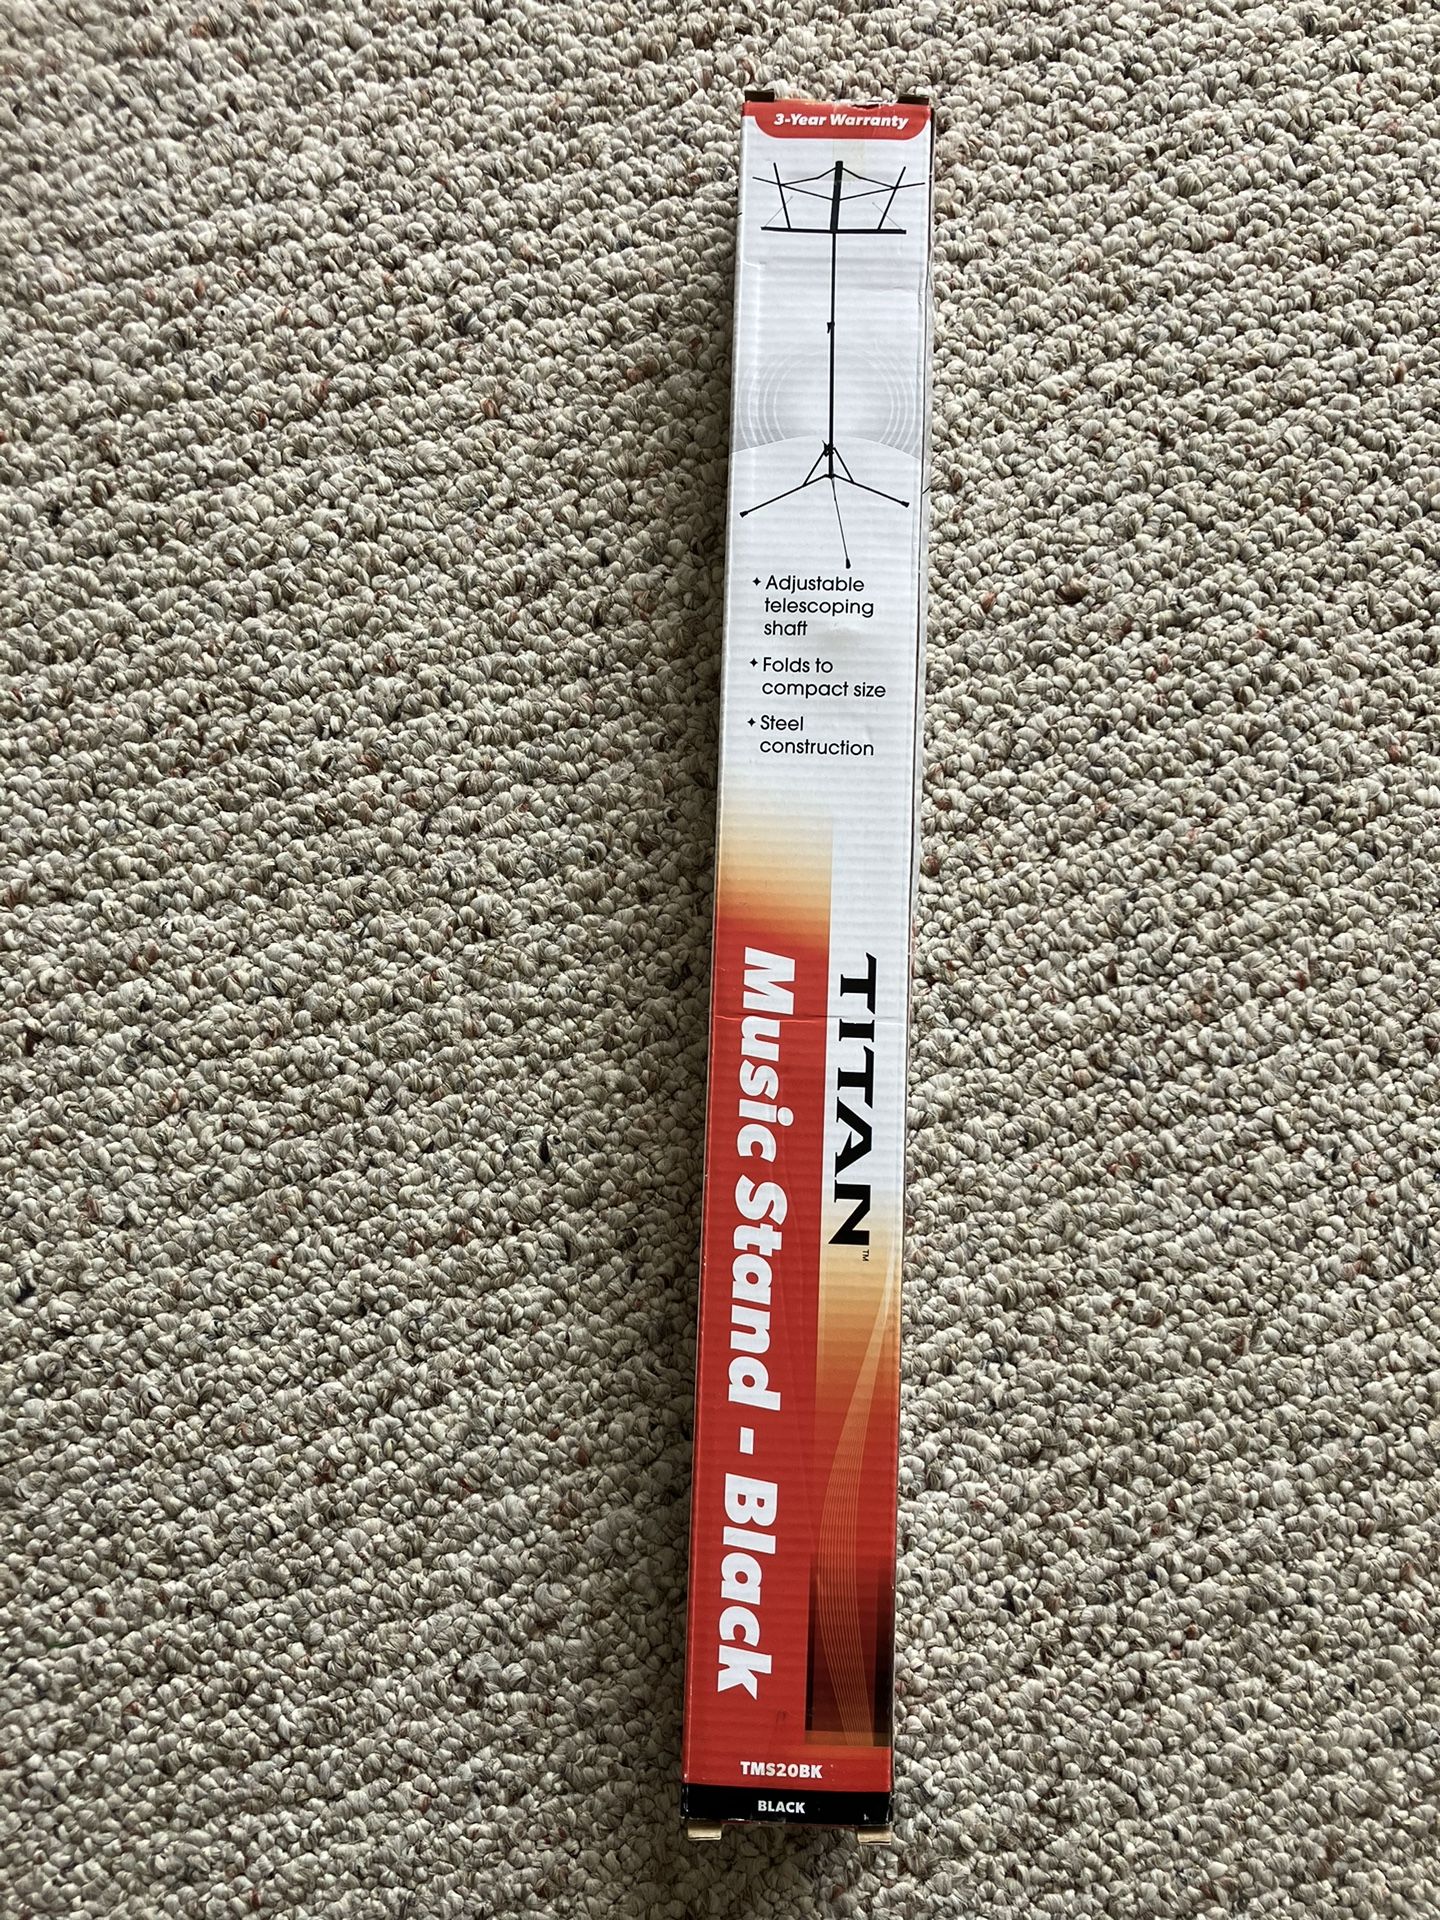 3-Year Warranty
✦ Adjustable
telescoping
shaft
✦ Folds to
compact size
✦ Steel
construction
TITAN™
Music Stand - Black
TMS20BK
BLACK